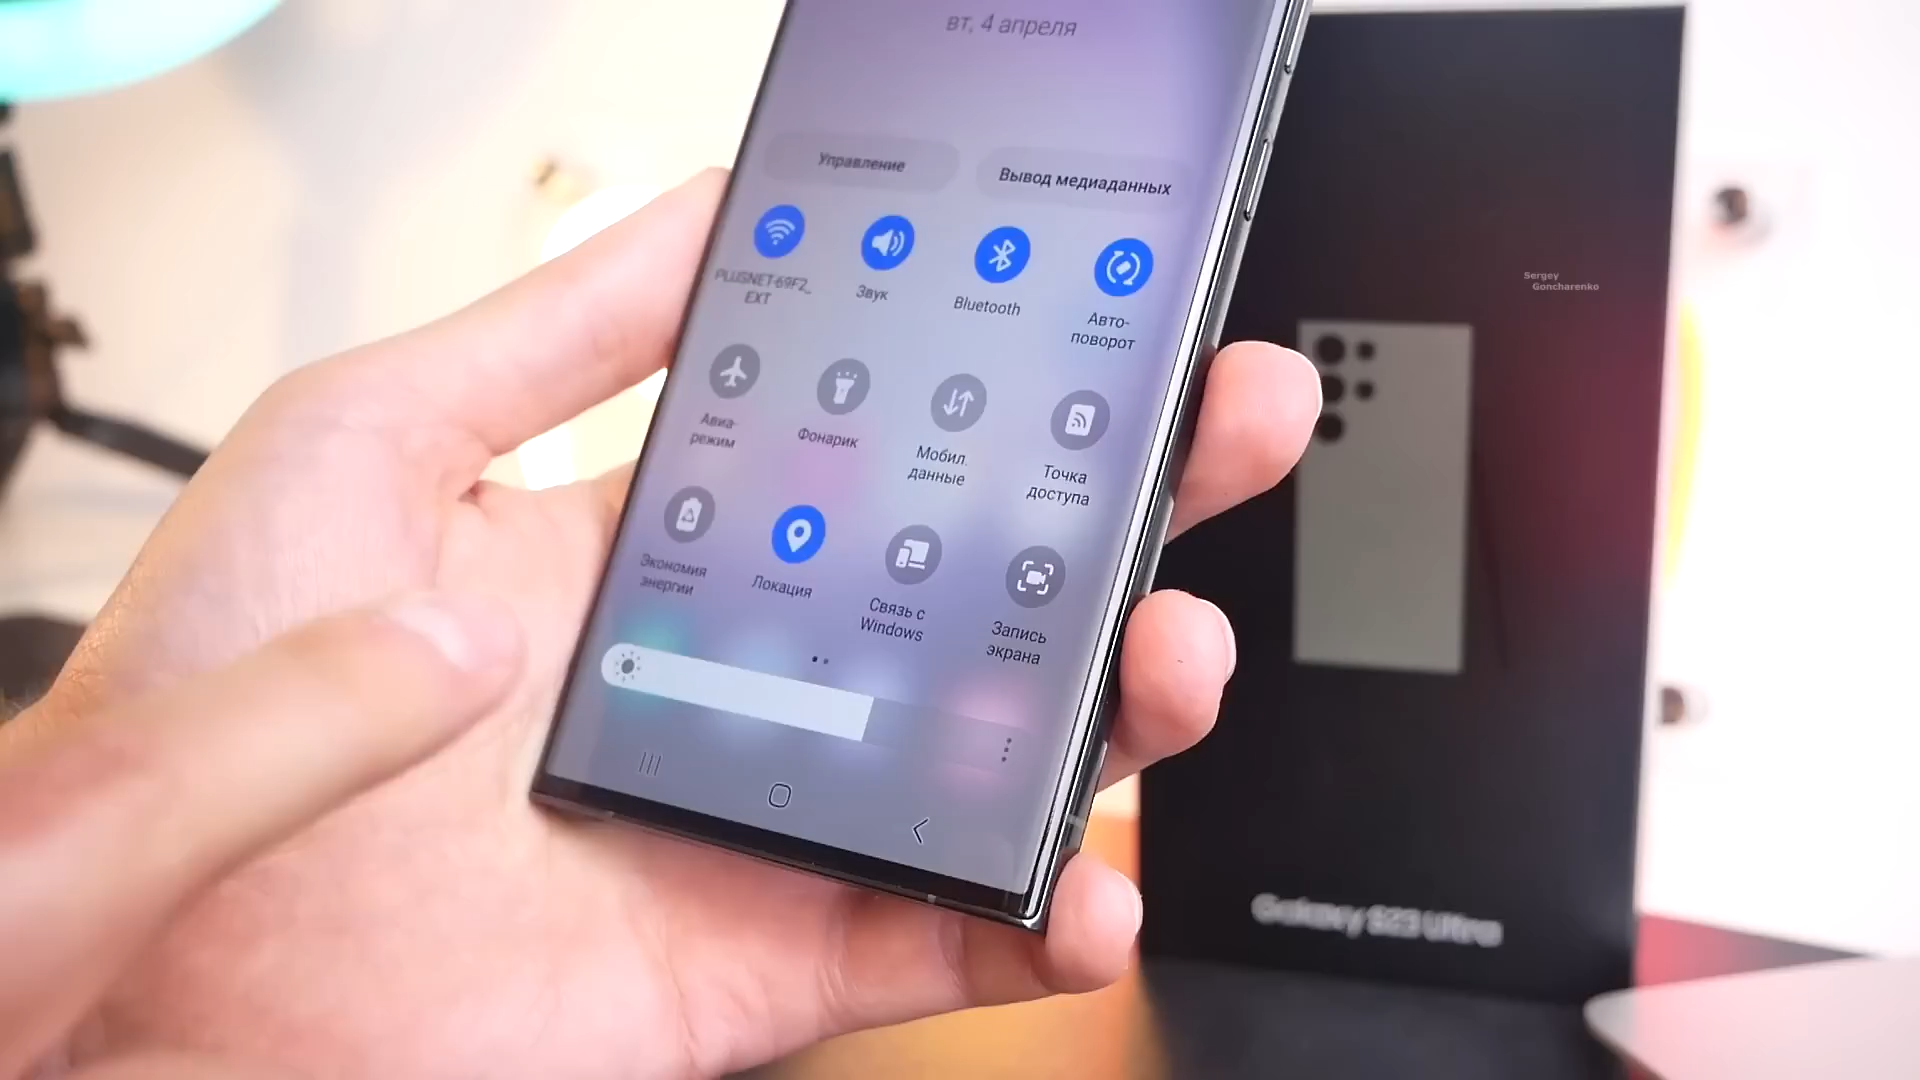 вт, 4 апреля
Управление
Вывод медиаданных
PLUSNET-69F2_
EXT
Звук
Bluetooth
Авто-
поворот
Авиа-
режим
Фонарик
Мобил.
данные
Точка
доступа
Экономия
энергии
Локация
Связь с
Windows
Запись
экрана
Sergey
Goncharenko
Galaxy S23 Ultra